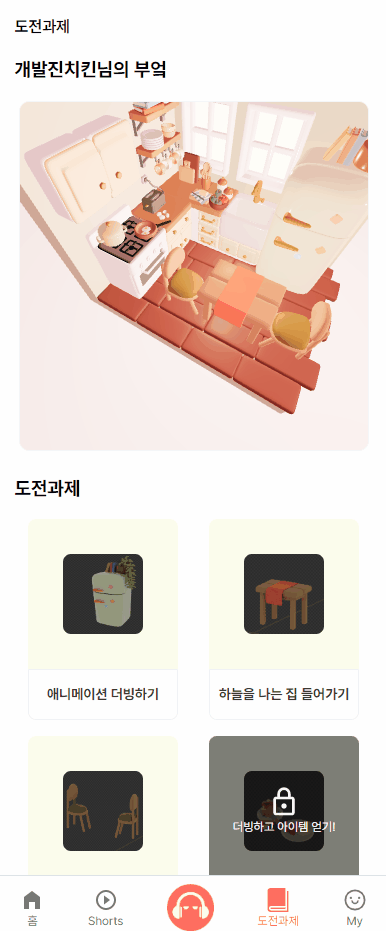 도전과제
개발진치킨님의 부엌
도전과제
애니메이션 더빙하기
하늘을 나는 집 들어가기
더빙하고 아이템 얻기!
홈
Shorts
도전과제
My